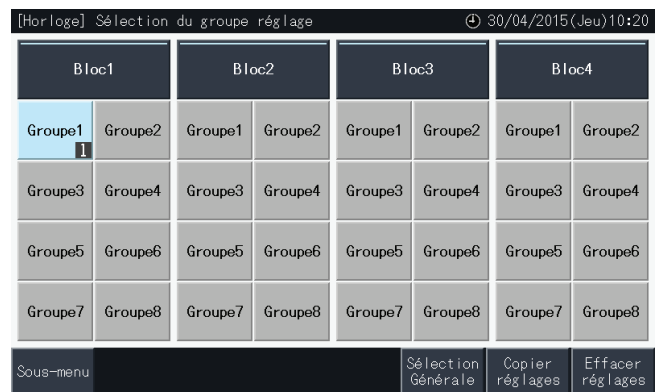 [Horloge] Sélection du groupe réglage 30/04/2015(Jeu)10:20
Bloc1 Bloc2 Bloc3 Bloc4
Groupe1 Groupe2 Groupe1 Groupe2 Groupe1 Groupe2 Groupe1 Groupe2
1
Groupe3 Groupe4 Groupe3 Groupe4 Groupe3 Groupe4 Groupe3 Groupe4
Groupe5 Groupe6 Groupe5 Groupe6 Groupe5 Groupe6 Groupe5 Groupe6
Groupe7 Groupe8 Groupe7 Groupe8 Groupe7 Groupe8 Groupe7 Groupe8
Sous-menu
Sélection
Générale
Copier
réglages
Effacer
réglages